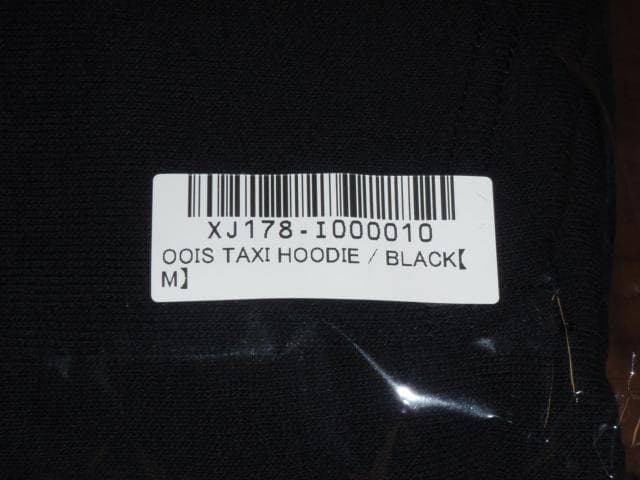 XJ178-I000010
OOIS TAXI HOODIE / BLACK【
M】